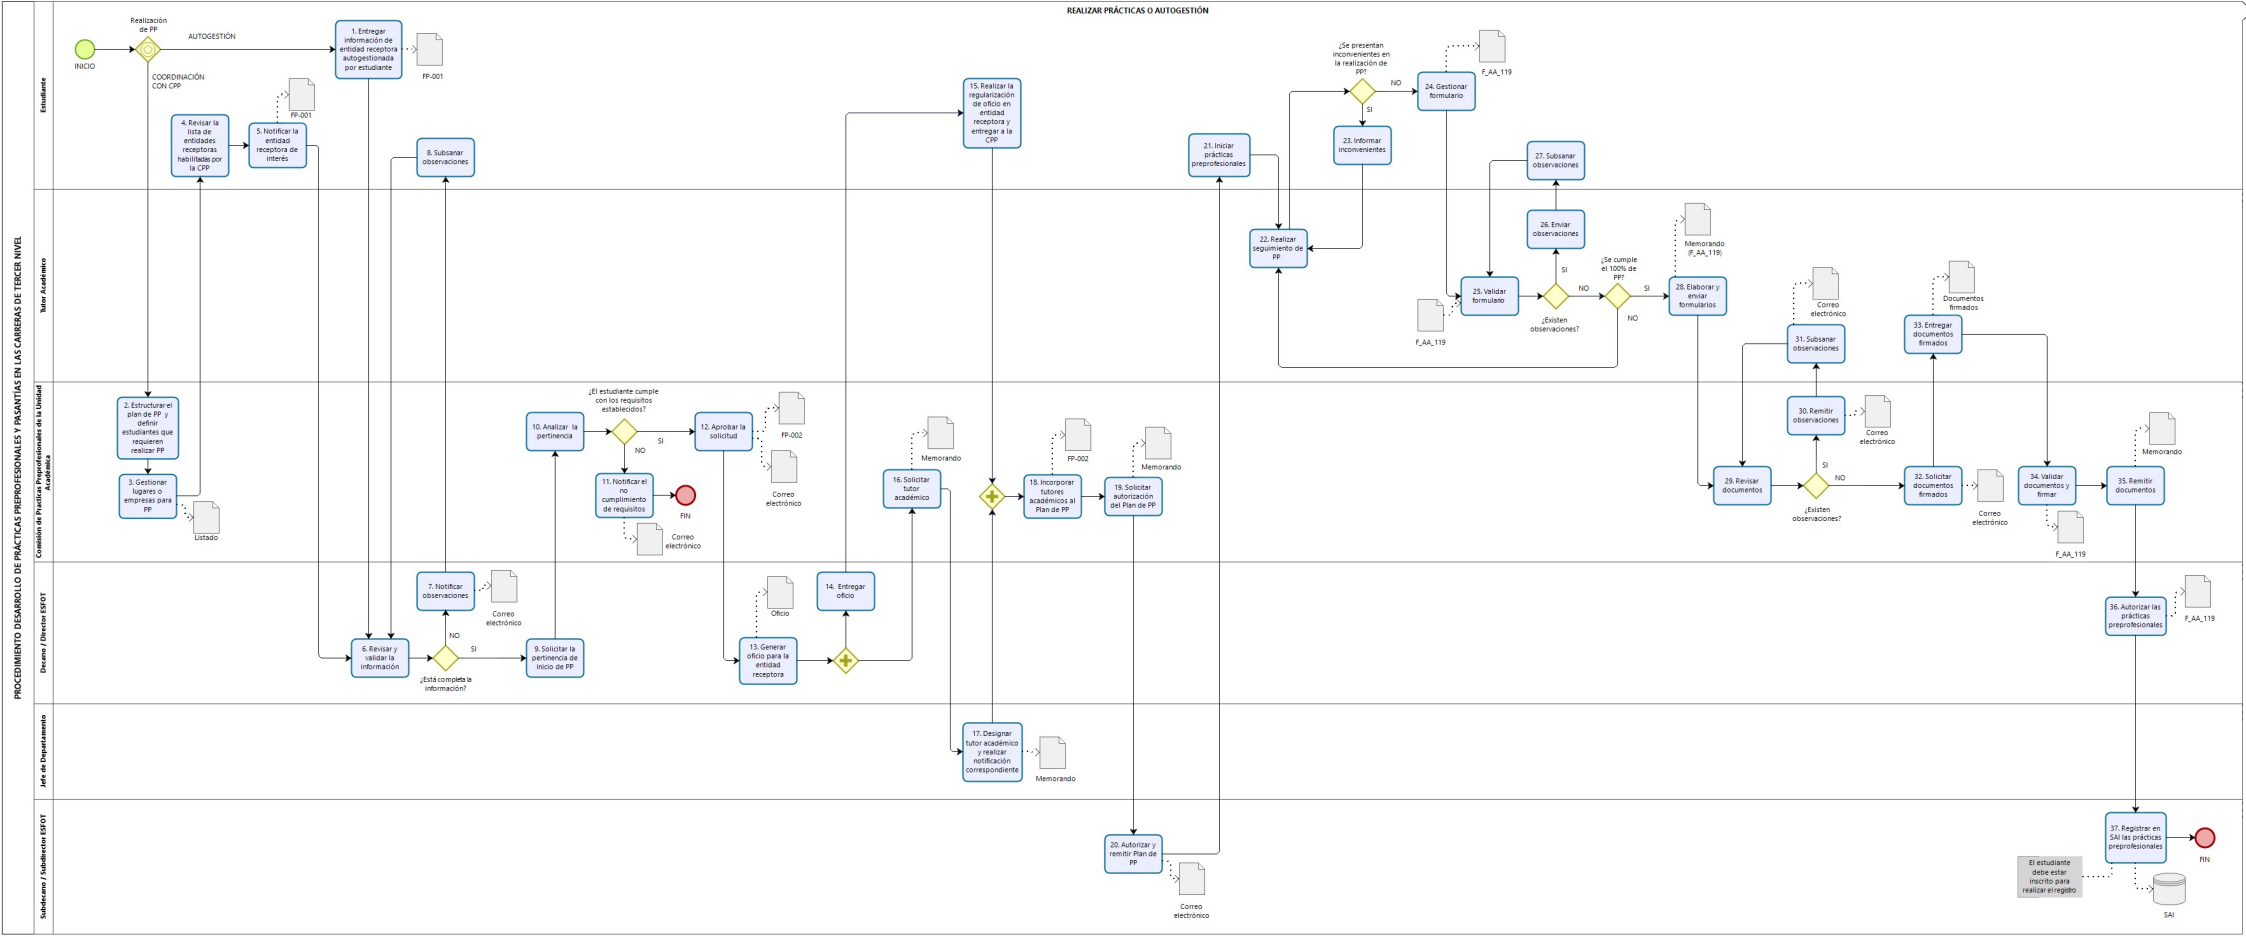 REALIZAR PRÁCTICAS O AUTOGESTIÓN
PROCEDIMIENTO DESARROLLO DE PRÁCTICAS PREPROFESIONALES Y PASANTÍAS EN LAS CARRERAS DE TERCER NIVEL
Estudiante
INICIO
Realización
de PP
AUTOGESTIÓN
COORDINACIÓN
CON CPP
1. Entregar
información de
entidad receptora
autogestionada
por estudiante
FP-001
4. Revisar la
lista de
entidades
receptoras
habilitadas por
la CPP
5. Notificar la
entidad
receptora de
interés
FP-001
8. Subsanar
observaciones
15. Realizar la
regularización
de oficio en
entidad
receptora y
entregar a la
CPP
21. Iniciar
prácticas
preprofesionales
¿Se presentan
inconvenientes en
la realización de
PP?
NO
SI
23. Informar
inconvenientes
24. Gestionar
formulario
F_AA_119
27. Subsanar
observaciones
Tutor Académico
22. Realizar
seguimiento de
PP
25. Validar
formulario
F_AA_119
26. Enviar
observaciones
SI
¿Existen
observaciones?
NO
¿Se cumple
el 100% de
PP?
SI
NO
28. Elaborar y
enviar
formularios
Memorando
(F_AA_119)
31. Subsanar
observaciones
Correo
electrónico
33. Entregar
documentos
firmados
Documentos
firmados
Comisión de Practicas Preprofesionales de la Unidad
Académica
2. Estructurar el
plan de PP y
definir
estudiantes que
requieren
realizar PP
3. Gestionar
lugares o
empresas para
PP
Listado
10. Analizar la
pertinencia
¿El estudiante cumple
con los requisitos
establecidos?
SI
NO
11. Notificar el
no
cumplimiento
de requisitos
FIN
Correo
electrónico
12. Aprobar la
solicitud
FP-002
Correo
electrónico
16. Solicitar
tutor
académico
Memorando
18. Incorporar
tutores
académicos al
Plan de PP
FP-002
19. Solicitar
autorización
del Plan de PP
Memorando
29. Revisar
documentos
¿Existen
observaciones?
SI
NO
30. Remitir
observaciones
Correo
electrónico
32. Solicitar
documentos
firmados
Correo
electrónico
34. Validar
documentos y
firmar
F_AA_119
35. Remitir
documentos
Memorando
Decano / Director ESFOT
6. Revisar y
validar la
información
¿Está completa la
información?
NO
SI
7. Notificar
observaciones
Correo
electrónico
9. Solicitar la
pertinencia de
inicio de PP
13. Generar
oficio para la
entidad
receptora
Oficio
14. Entregar
oficio
36. Autorizar las
prácticas
preprofesionales
F_AA_119
Jefe de Departamento
17. Designar
tutor académico
y realizar
notificación
correspondiente
Memorando
Subdecano / Subdirector ESFOT
20. Autorizar y
remitir Plan de
PP
Correo
electrónico
37. Registrar en
SAI las prácticas
preprofesionales
FIN
El estudiante
debe estar
inscrito para
realizar el registro
SAI